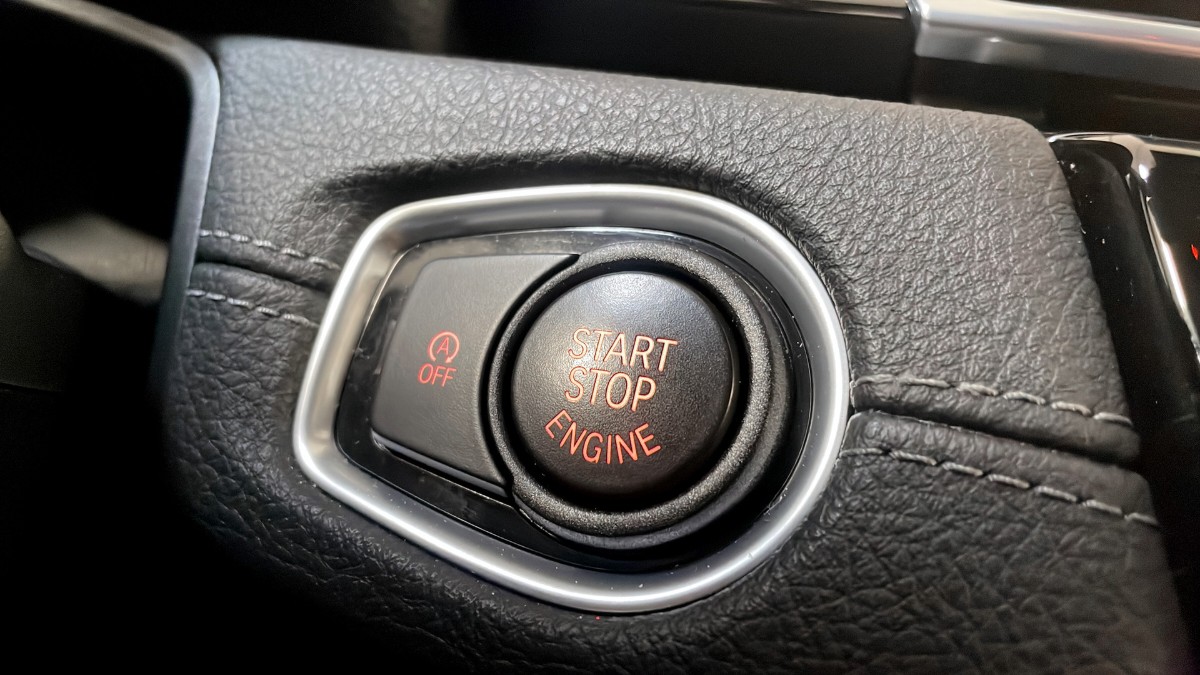 A
OFF
START
STOP
ENGINE